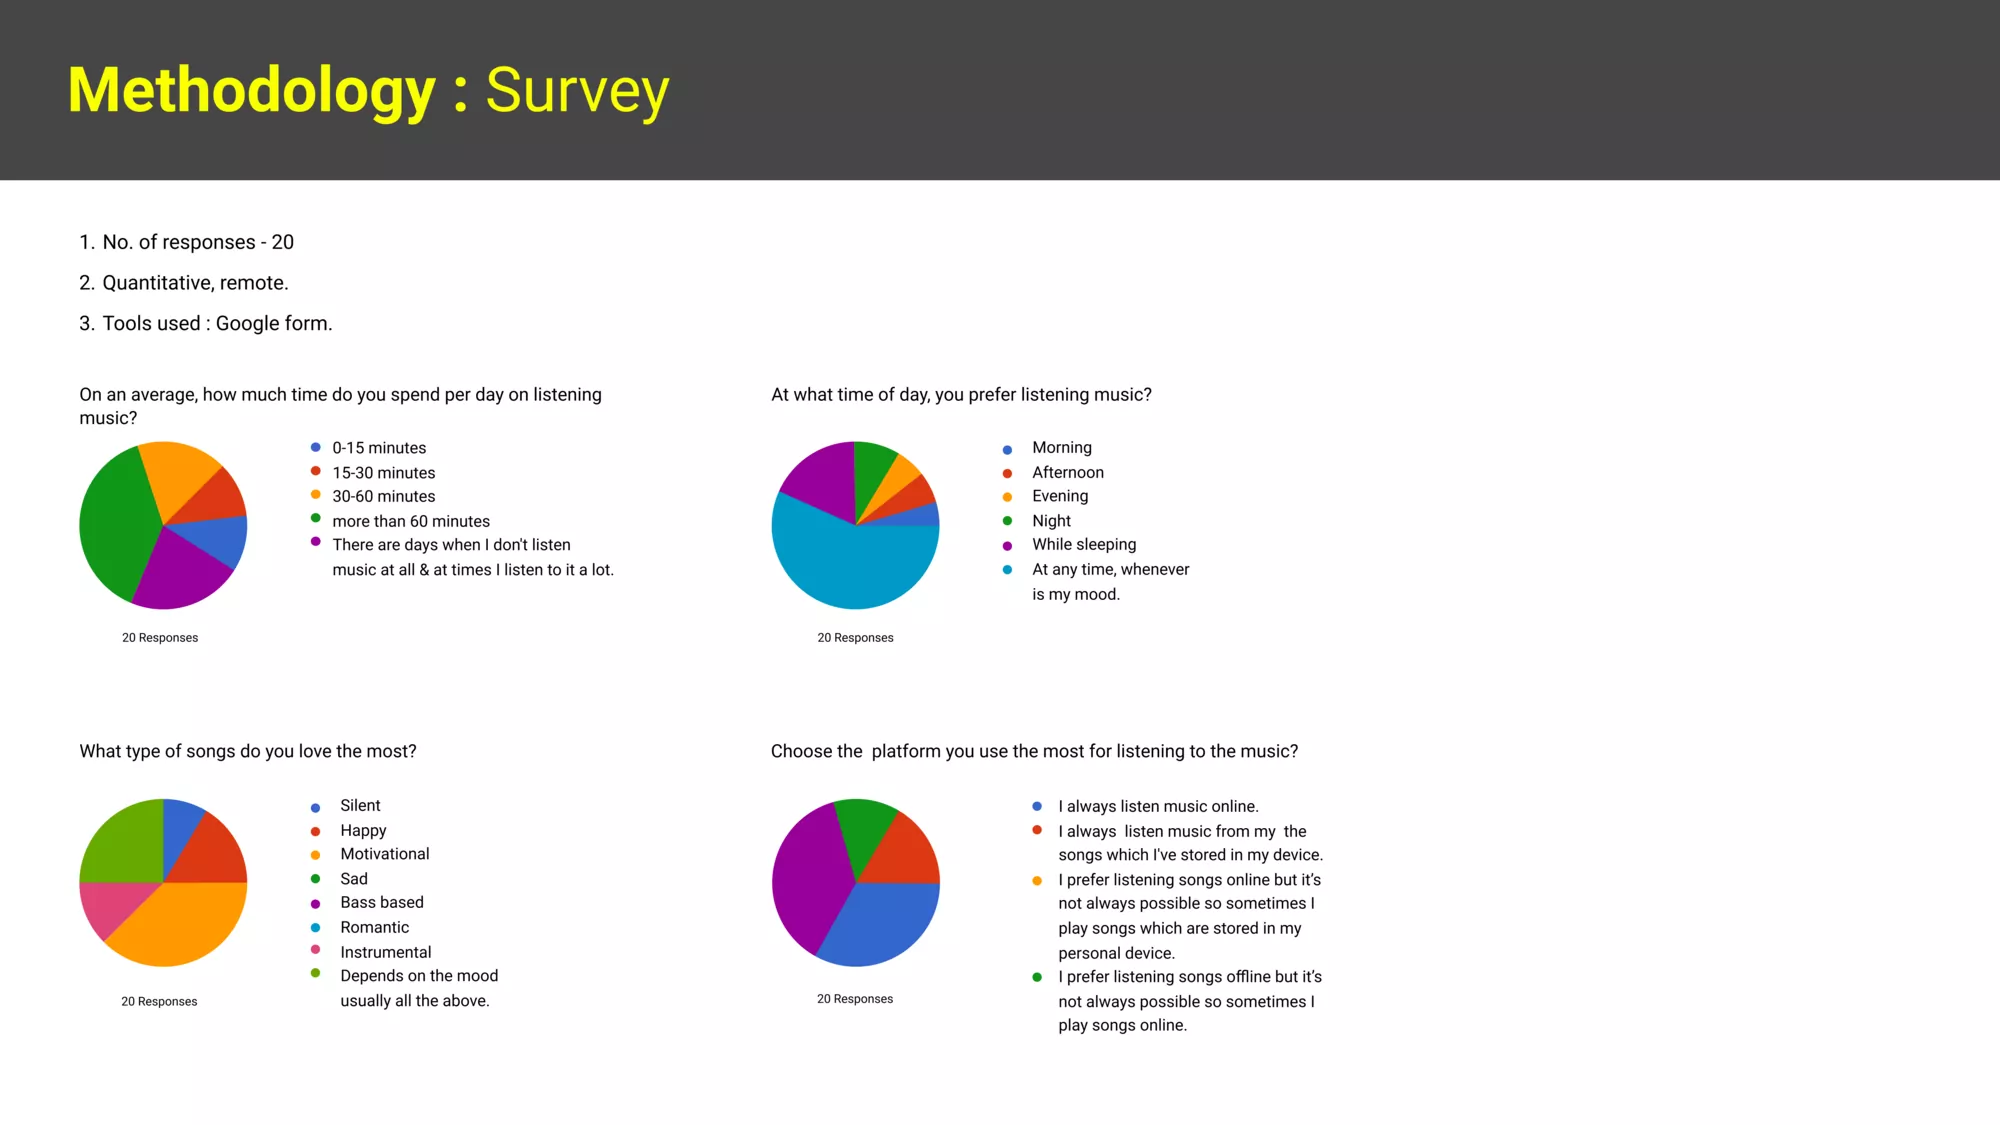 Methodology : Survey
1. No. of responses - 20
2. Quantitative, remote.
3. Tools used : Google form.
On an average, how much time do you spend per day on listening
music?
0-15 minutes
15-30 minutes
30-60 minutes
more than 60 minutes
There are days when I don't listen
music at all & at times I listen to it a lot.
20 Responses
At what time of day, you prefer listening music?
Morning
Afternoon
Evening
Night
While sleeping
At any time, whenever
is my mood.
20 Responses
What type of songs do you love the most?
Silent
Happy
Motivational
Sad
Bass based
Romantic
Instrumental
Depends on the mood
usually all the above.
20 Responses
Choose the  platform you use the most for listening to the music?
I always listen music online.
I always  listen music from my  the
songs which I've stored in my device.
I prefer listening songs online but it’s
not always possible so sometimes I
play songs which are stored in my
personal device.
I prefer listening songs offline but it’s
not always possible so sometimes I
play songs online.
20 Responses